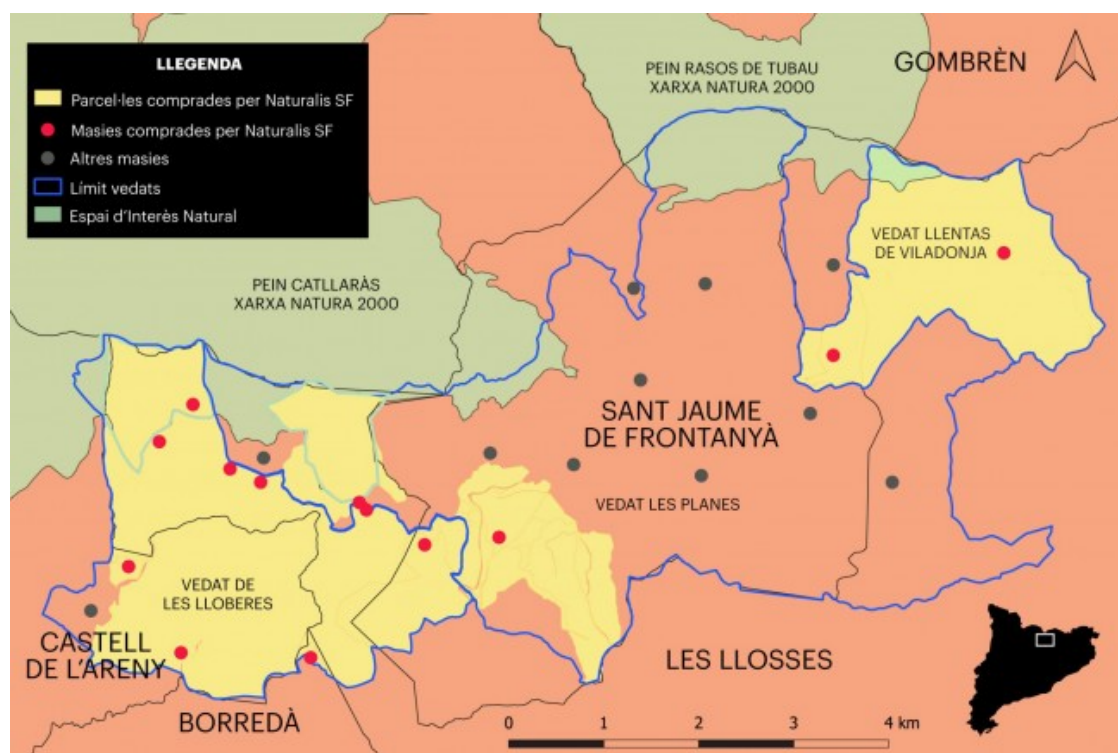 LLEGENDA
Parcel·les comprades per Naturalis SF
Masies comprades per Naturalis SF
Altres masies
Límit vedats
Espai d'Interès Natural
PEIN RASOS DE TUBAU
XARXA NATURA 2000
GOMBRÈN
VEDAT LLENTAS
DE VILADONJA
PEIN CATLLARÀS
XARXA NATURA 2000
SANT JAUME
DE FRONTANYÀ
VEDAT LES PLANES
VEDAT DE
LES LLOBERES
CASTELL
DE L'ARENY
LES LLOSSES
BORREDÀ
0 1 2 3 4 km